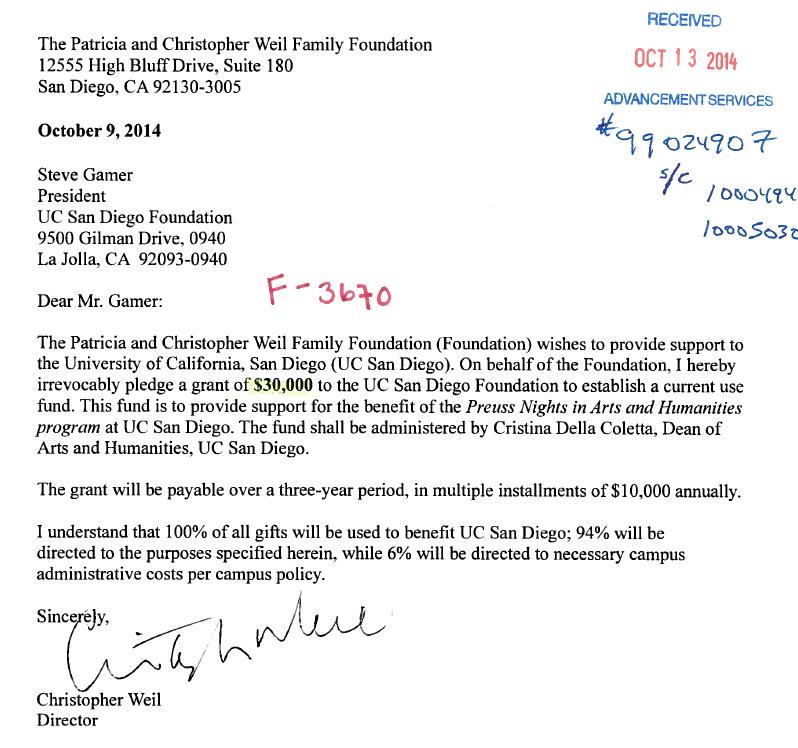 RECEIVED
OCT 13 2014
ADVANCEMENT SERVICES
#99024907
s/c 1000494
10005032
The Patricia and Christopher Weil Family Foundation
12555 High Bluff Drive, Suite 180
San Diego, CA 92130-3005
October 9, 2014
Steve Gamer
President
UC San Diego Foundation
9500 Gilman Drive, 0940
La Jolla, CA 92093-0940
Dear Mr. Gamer:
F-3670
The Patricia and Christopher Weil Family Foundation (Foundation) wishes to provide support to
the University of California, San Diego (UC San Diego). On behalf of the Foundation, I hereby
irrevocably pledge a grant of $30,000 to the UC San Diego Foundation to establish a current use
fund. This fund is to provide support for the benefit of the Preuss Nights in Arts and Humanities
program at UC San Diego. The fund shall be administered by Cristina Della Coletta, Dean of
Arts and Humanities, UC San Diego.
The grant will be payable over a three-year period, in multiple installments of $10,000 annually.
I understand that 100% of all gifts will be used to benefit UC San Diego; 94% will be
directed to the purposes specified herein, while 6% will be directed to necessary campus
administrative costs per campus policy.
Sincerely,
Christopher Weil
Christopher Weil
Director